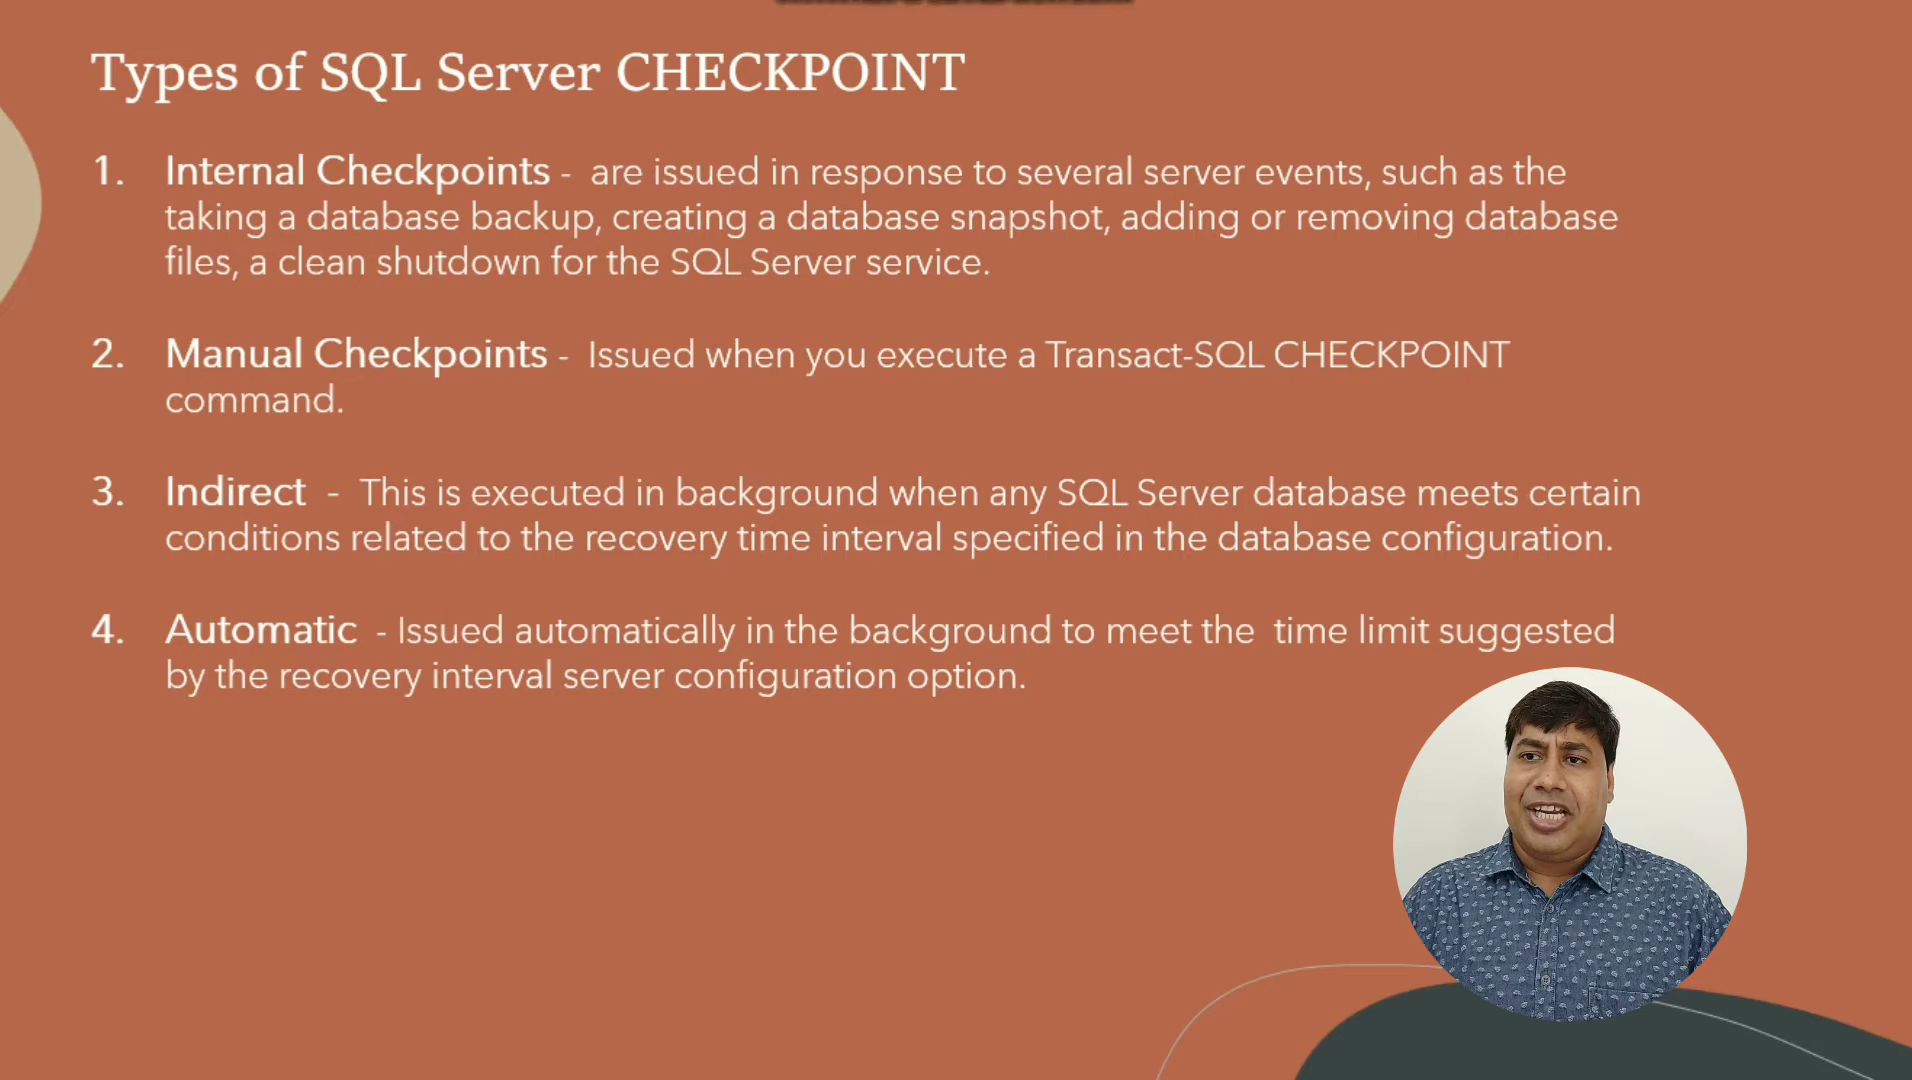 Types of SQL Server CHECKPOINT
1. Internal Checkpoints - are issued in response to several server events, such as the
taking a database backup, creating a database snapshot, adding or removing database
files, a clean shutdown for the SQL Server service.
2. Manual Checkpoints - Issued when you execute a Transact-SQL CHECKPOINT
command.
3. Indirect - This is executed in background when any SQL Server database meets certain
conditions related to the recovery time interval specified in the database configuration.
4. Automatic - Issued automatically in the background to meet the time limit suggested
by the recovery interval server configuration option.